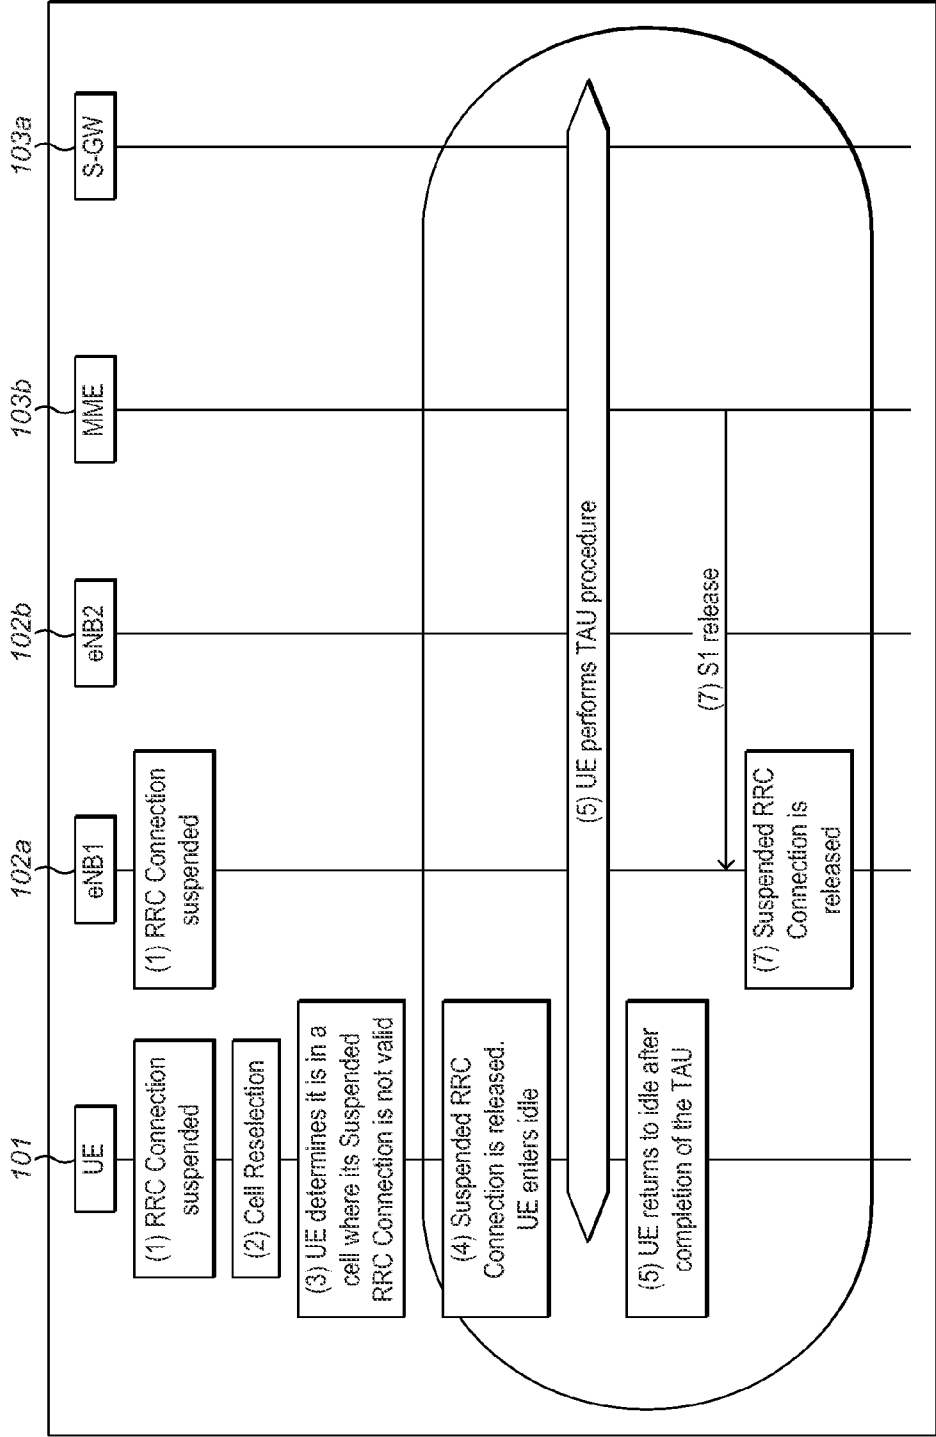 101
102a
102b
103b
103a
UE
eNB1
eNB2
MME
S-GW
(1) RRC Connection
suspended
(1) RRC Connection
suspended
(2) Cell Reselection
(3) UE determines it is in a
cell where its Suspended
RRC Connection is not valid
(4) Suspended RRC
Connection is released.
UE enters idle
(5) UE performs TAU procedure
(5) UE returns to idle after
completion of the TAU
(7) S1 release
(7) Suspended RRC
Connection is
released